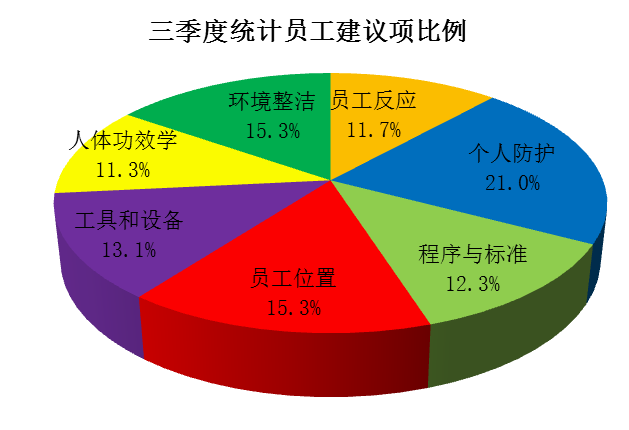 三季度统计员工建议项比例
环境整洁
15.3%
员工反应
11.7%
人体功效学
11.3%
个人防护
21.0%
工具和设备
13.1%
程序与标准
12.3%
员工位置
15.3%